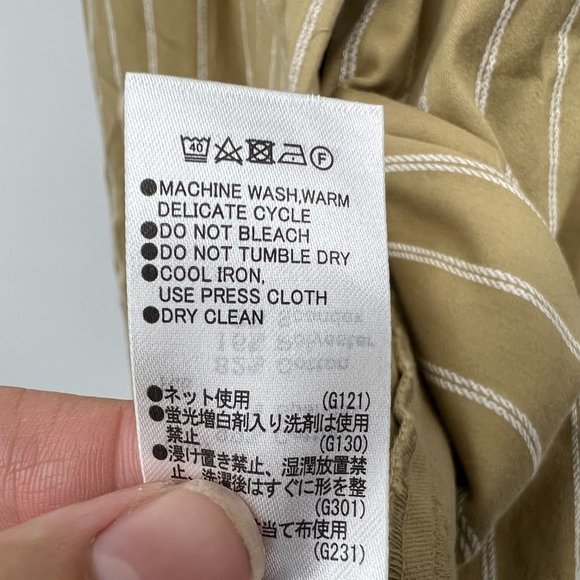 40 F
●MACHINE WASH,WARM
DELICATE CYCLE
●DO NOT BLEACH
●DO NOT TUMBLE DRY
●COOL IRON,
USE PRESS CLOTH
●DRY CLEAN
●ネット使用 (G121)
●蛍光増白剤入り洗剤は使用
禁止 (G130)
●浸け置き禁止、湿潤放置禁
止、洗濯後はすぐに形を整
(G301)
当て布使用
(G231)